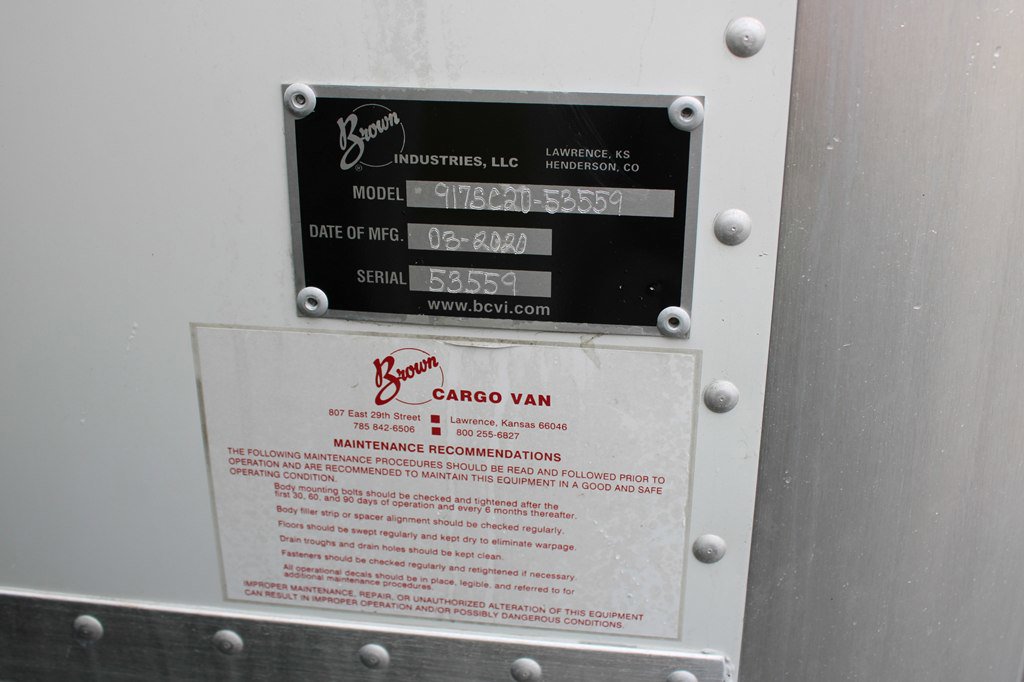 Brown
INDUSTRIES, LLC
LAWRENCE, KS
HENDERSON, CO
MODEL 917SC20-53559
DATE OF MFG. 03-2020
SERIAL 53559
www.bcvi.com
Brown
CARGO VAN
807 East 29th Street ■ Lawrence, Kansas 66046
785 842-6506 ■ 800 255-6827
MAINTENANCE RECOMMENDATIONS
THE FOLLOWING MAINTENANCE PROCEDURES SHOULD BE READ AND FOLLOWED PRIOR TO
OPERATION AND ARE RECOMMENDED TO MAINTAIN THIS EQUIPMENT IN A GOOD AND SAFE
OPERATING CONDITION.
Body mounting bolts should be checked and tightened after the
first 30, 60, and 90 days of operation and every 6 months thereafter.
Body filler strip or spacer alignment should be checked regularly.
Floors should be swept regularly and kept dry to eliminate warpage.
Drain troughs and drain holes should be kept clean.
Fasteners should be checked regularly and retightened if necessary.
All operational decals should be in place, legible, and referred to for
additional maintenance procedures.
IMPROPER MAINTENANCE, REPAIR, OR UNAUTHORIZED ALTERATION OF THIS EQUIPMENT
CAN RESULT IN IMPROPER OPERATION AND/OR POSSIBLY DANGEROUS CONDITIONS.